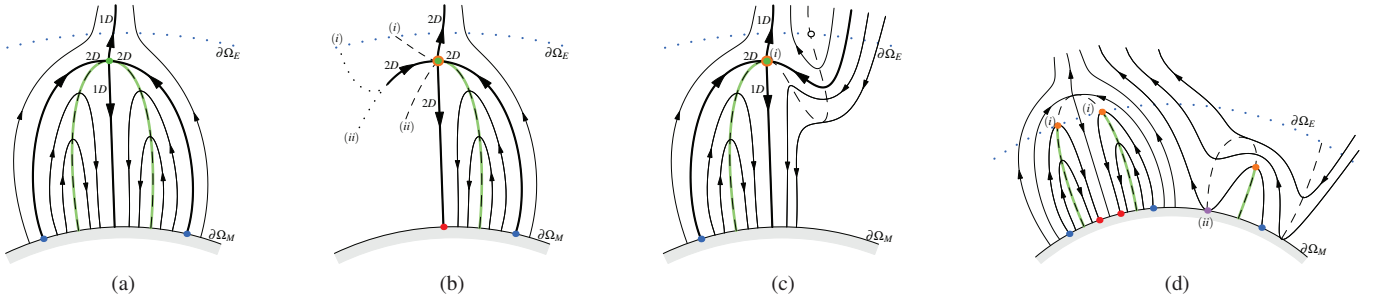 1D
2D 2D
1D
∂Ω_E
∂Ω_M
(a)
(i) (i)
2D
2D 2D
2D
(ii) (ii)
∂Ω_E
∂Ω_M
(b)
1D
2D (i)
1D
∂Ω_E
∂Ω_M
(c)
(i) (i)
∂Ω_E
(ii)
∂Ω_M
(d)